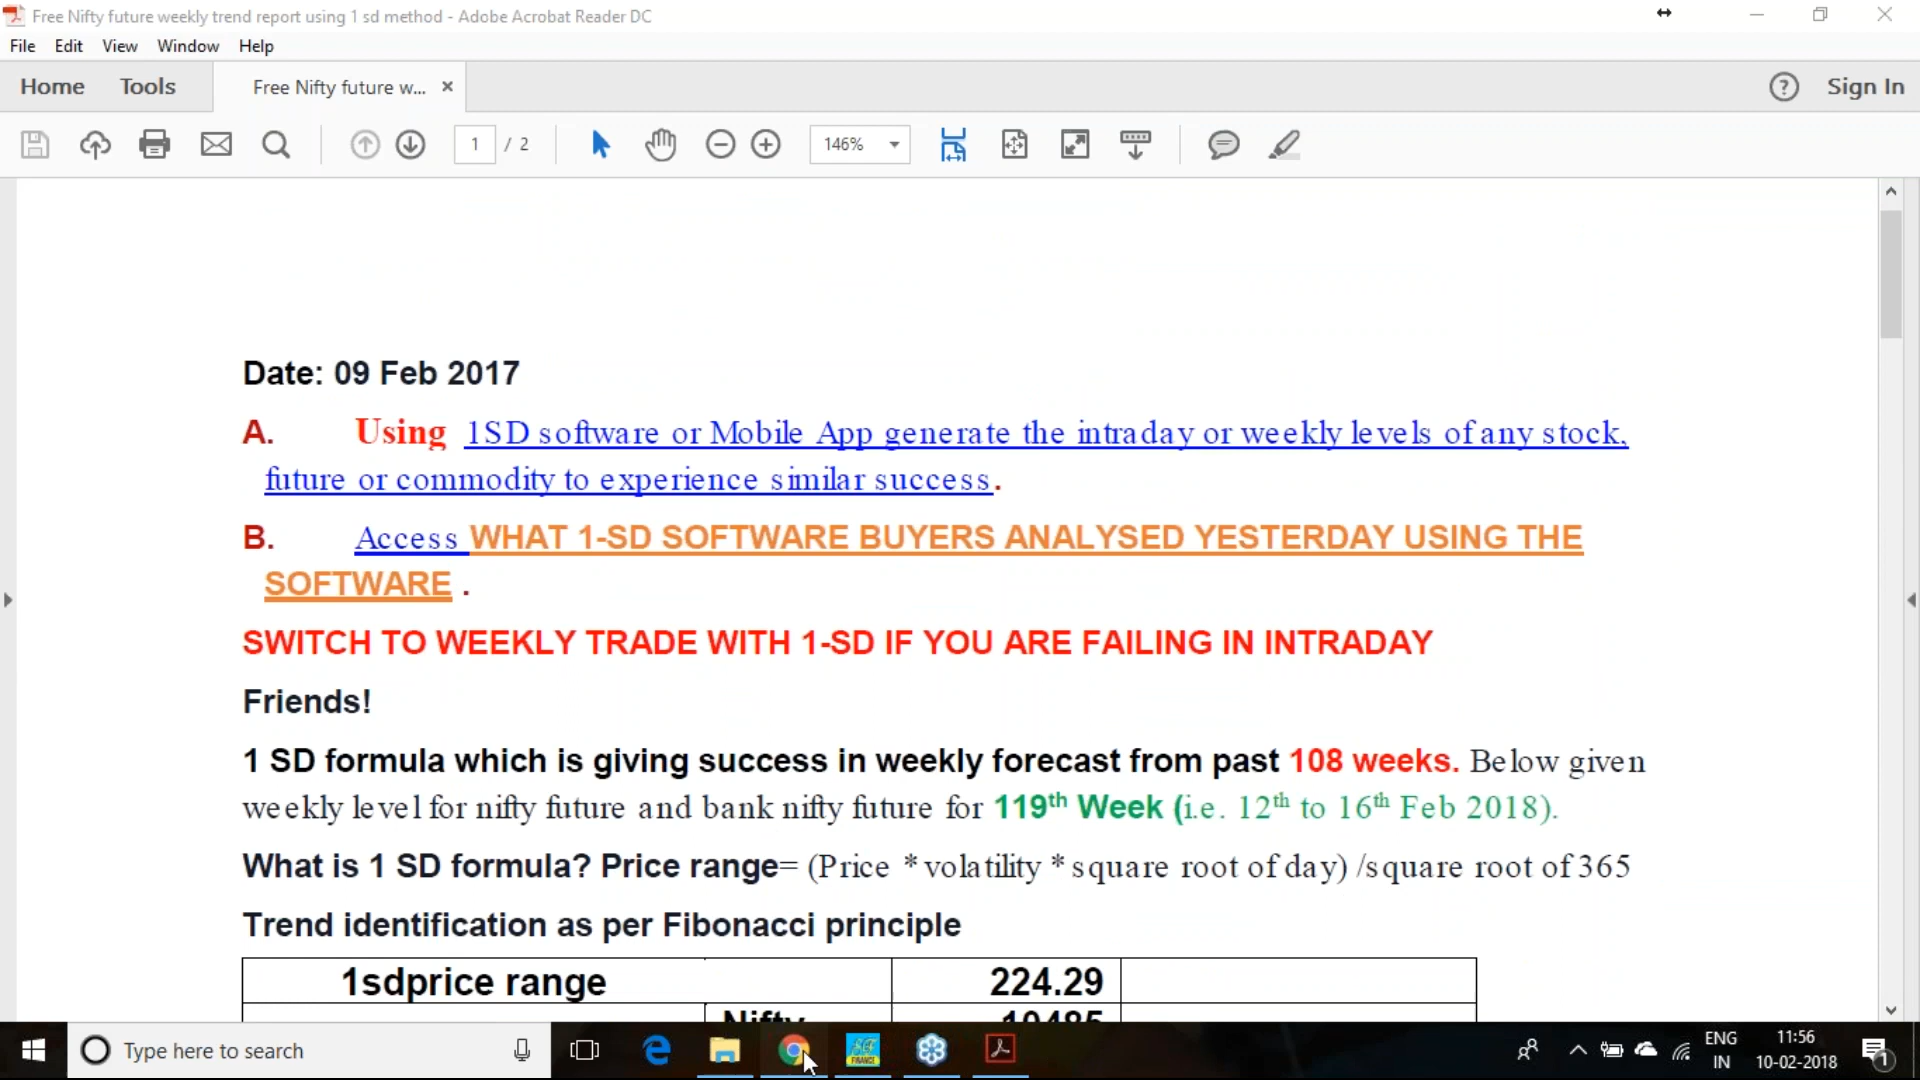 Free Nifty future weekly trend report using 1 sd method - Adobe Acrobat Reader DC
File Edit View Window Help
Home Tools Free Nifty future w... × ? Sign In
1 / 2 146%
Date: 09 Feb 2017
A. Using 1SD software or Mobile App generate the intraday or weekly levels of any stock,
future or commodity to experience similar success.
B. Access WHAT 1-SD SOFTWARE BUYERS ANALYSED YESTERDAY USING THE
SOFTWARE .
SWITCH TO WEEKLY TRADE WITH 1-SD IF YOU ARE FAILING IN INTRADAY
Friends!
1 SD formula which is giving success in weekly forecast from past 108 weeks. Below given
weekly level for nifty future and bank nifty future for 119th Week (i.e. 12th to 16th Feb 2018).
What is 1 SD formula? Price range= (Price *volatility *square root of day) /square root of 365
Trend identification as per Fibonacci principle
1sdprice range 224.29
Nifty 10485
Type here to search
FINANCE
ENG 11:56
IN 10-02-2018 1